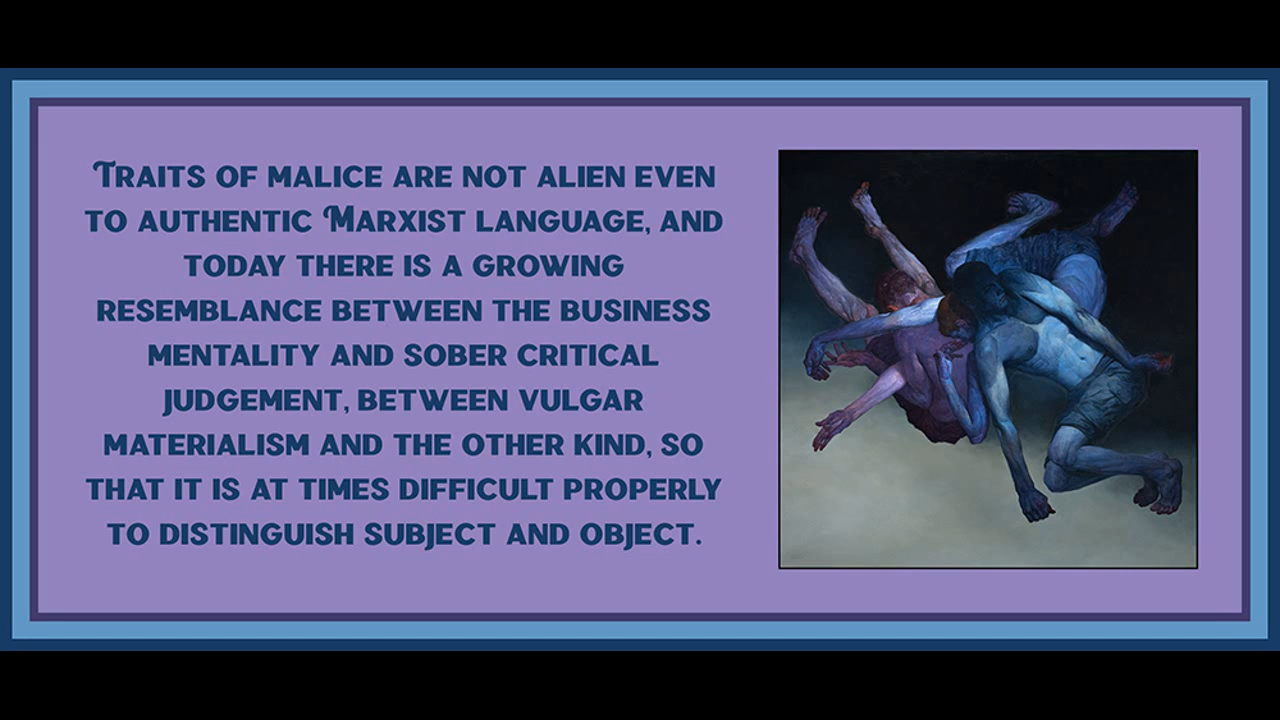 Traits of malice are not alien even
to authentic Marxist language, and
today there is a growing
resemblance between the business
mentality and sober critical
judgement, between vulgar
materialism and the other kind, so
that it is at times difficult properly
to distinguish subject and object.